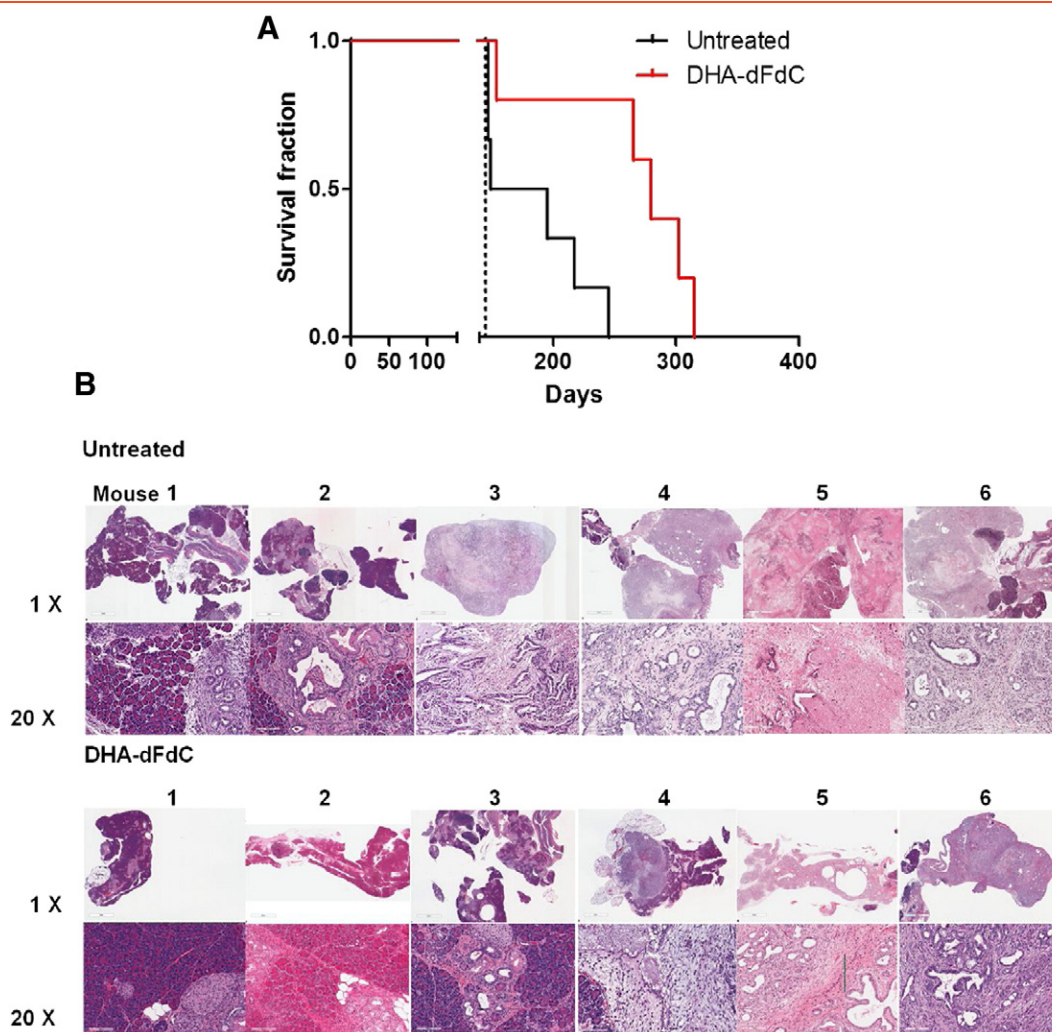 A
1.0
0.5
0.0
Survival fraction
0 50 100 200 300 400
Days
Untreated
DHA-dFdC
B
Untreated
Mouse 1 2 3 4 5 6
1 X
20 X
DHA-dFdC
1 2 3 4 5 6
1 X
20 X